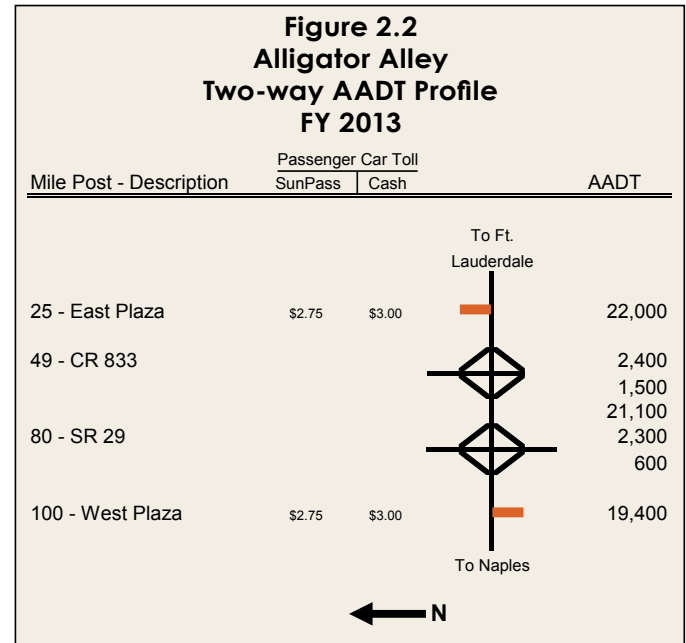 Figure 2.2
Alligator Alley
Two-way AADT Profile
FY 2013
Passenger Car Toll
Mile Post - Description SunPass Cash AADT
To Ft.
Lauderdale
25 - East Plaza $2.75 $3.00 22,000
49 - CR 833 2,400
1,500
21,100
80 - SR 29 2,300
600
100 - West Plaza $2.75 $3.00 19,400
To Naples
N